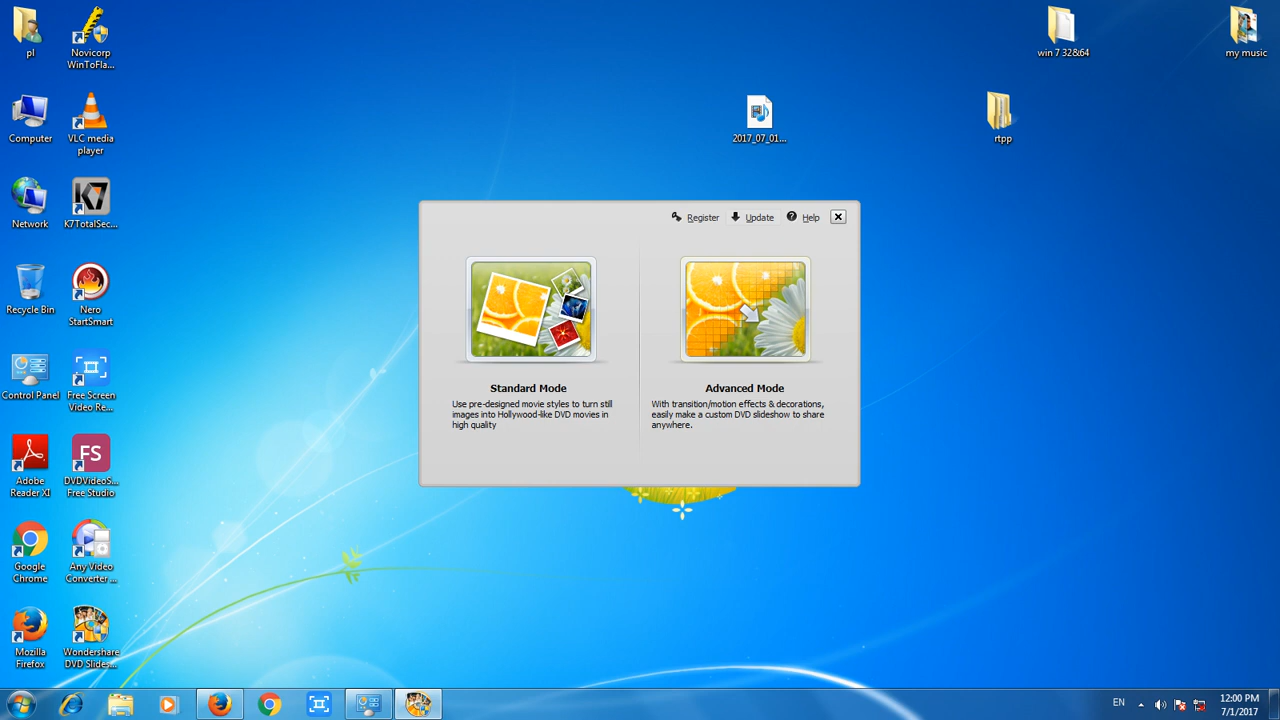 pl
Novicorp
WinToFla...
win 7 32&64
my music
Computer
VLC media
player
2017_07_01...
rtpp
Network
K7
K7TotalSec...
Register
Update
Help
Recycle Bin
Nero
StartSmart
Control Panel
Free Screen
Video Re...
Standard Mode
Use pre-designed movie styles to turn still
images into Hollywood-like DVD movies in
high quality
Advanced Mode
With transition/motion effects & decorations,
easily make a custom DVD slideshow to share
anywhere.
Adobe
Reader XI
FS
DVDVideoS...
Free Studio
Google
Chrome
Any Video
Converter ...
Mozilla
Firefox
Wondershare
DVD Slides...
EN
12:00 PM
7/1/2017